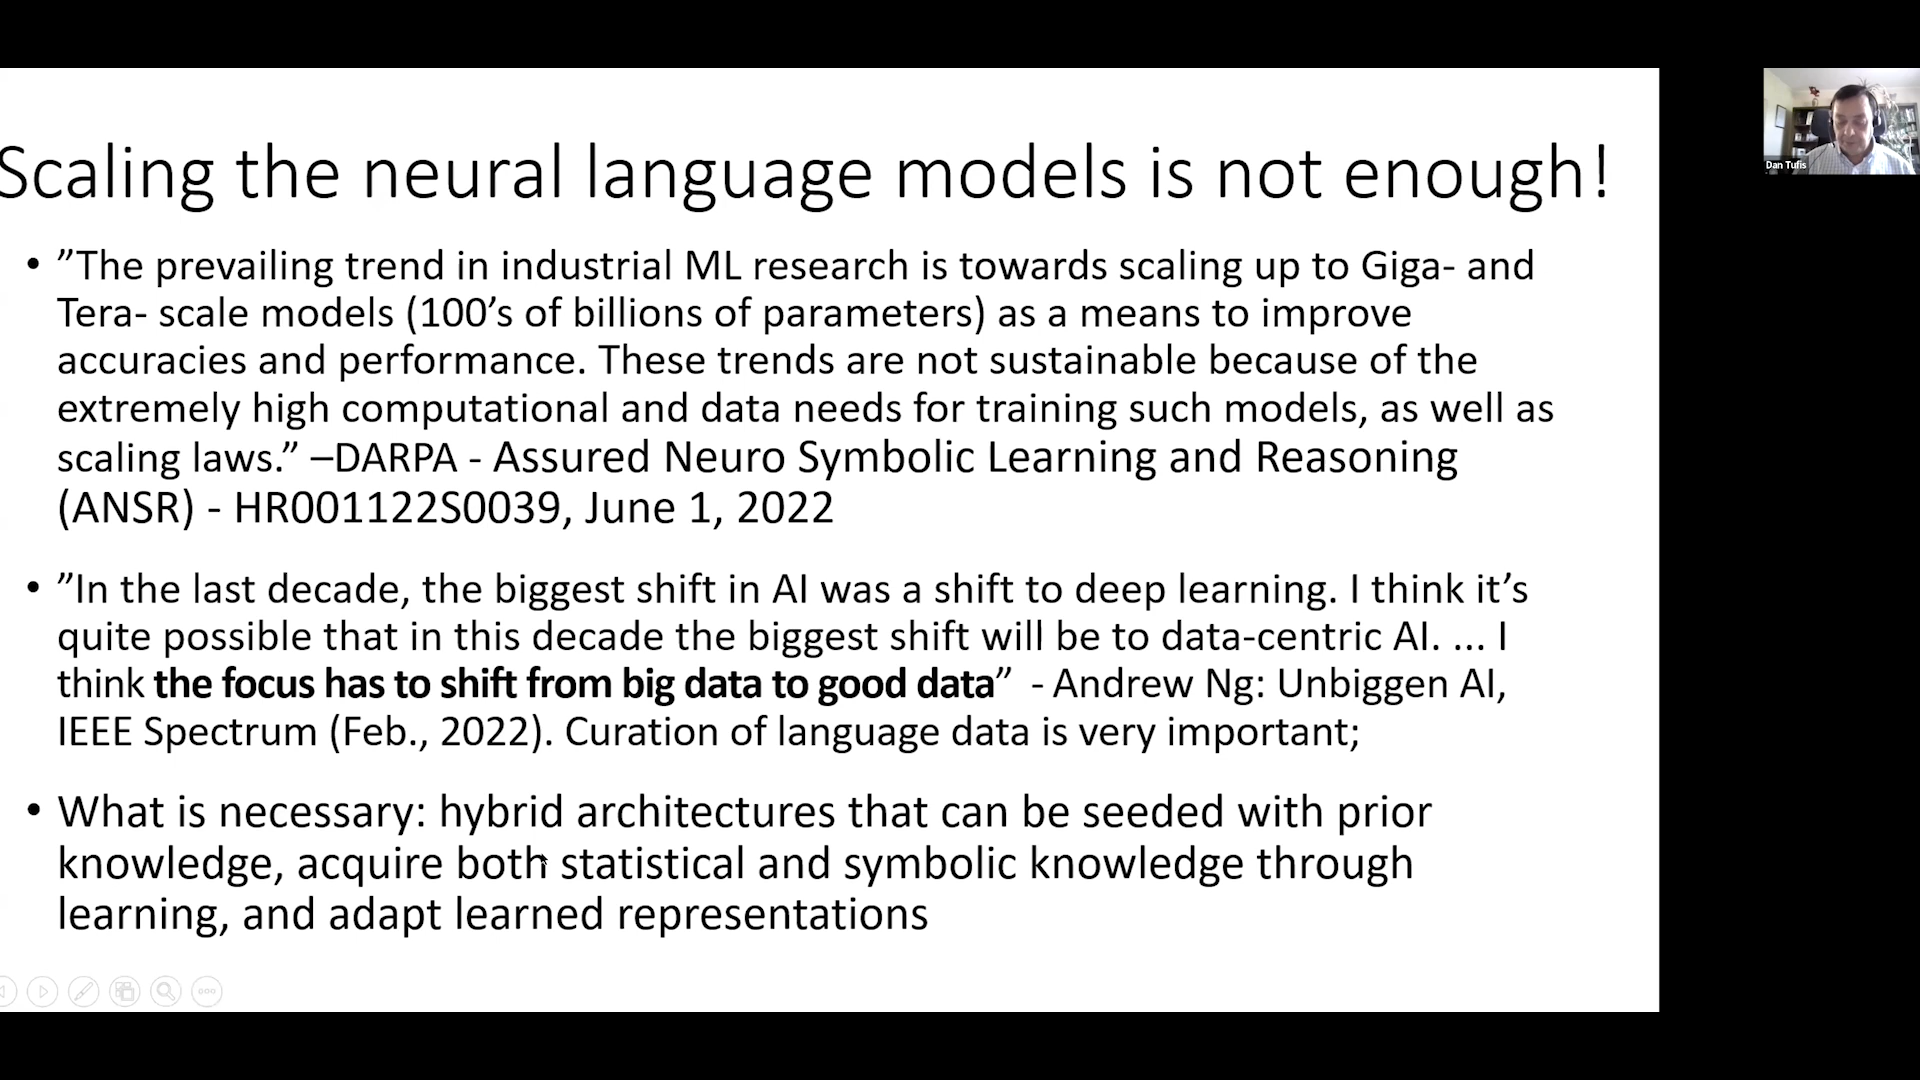 Scaling the neural language models is not enough!
• ”The prevailing trend in industrial ML research is towards scaling up to Giga- and
Tera- scale models (100’s of billions of parameters) as a means to improve
accuracies and performance. These trends are not sustainable because of the
extremely high computational and data needs for training such models, as well as
scaling laws.” –DARPA - Assured Neuro Symbolic Learning and Reasoning
(ANSR) - HR001122S0039, June 1, 2022
• ”In the last decade, the biggest shift in AI was a shift to deep learning. I think it’s
quite possible that in this decade the biggest shift will be to data-centric AI. ... I
think the focus has to shift from big data to good data” - Andrew Ng: Unbiggen AI,
IEEE Spectrum (Feb., 2022). Curation of language data is very important;
• What is necessary: hybrid architectures that can be seeded with prior
knowledge, acquire both statistical and symbolic knowledge through
learning, and adapt learned representations
Dan Tufis